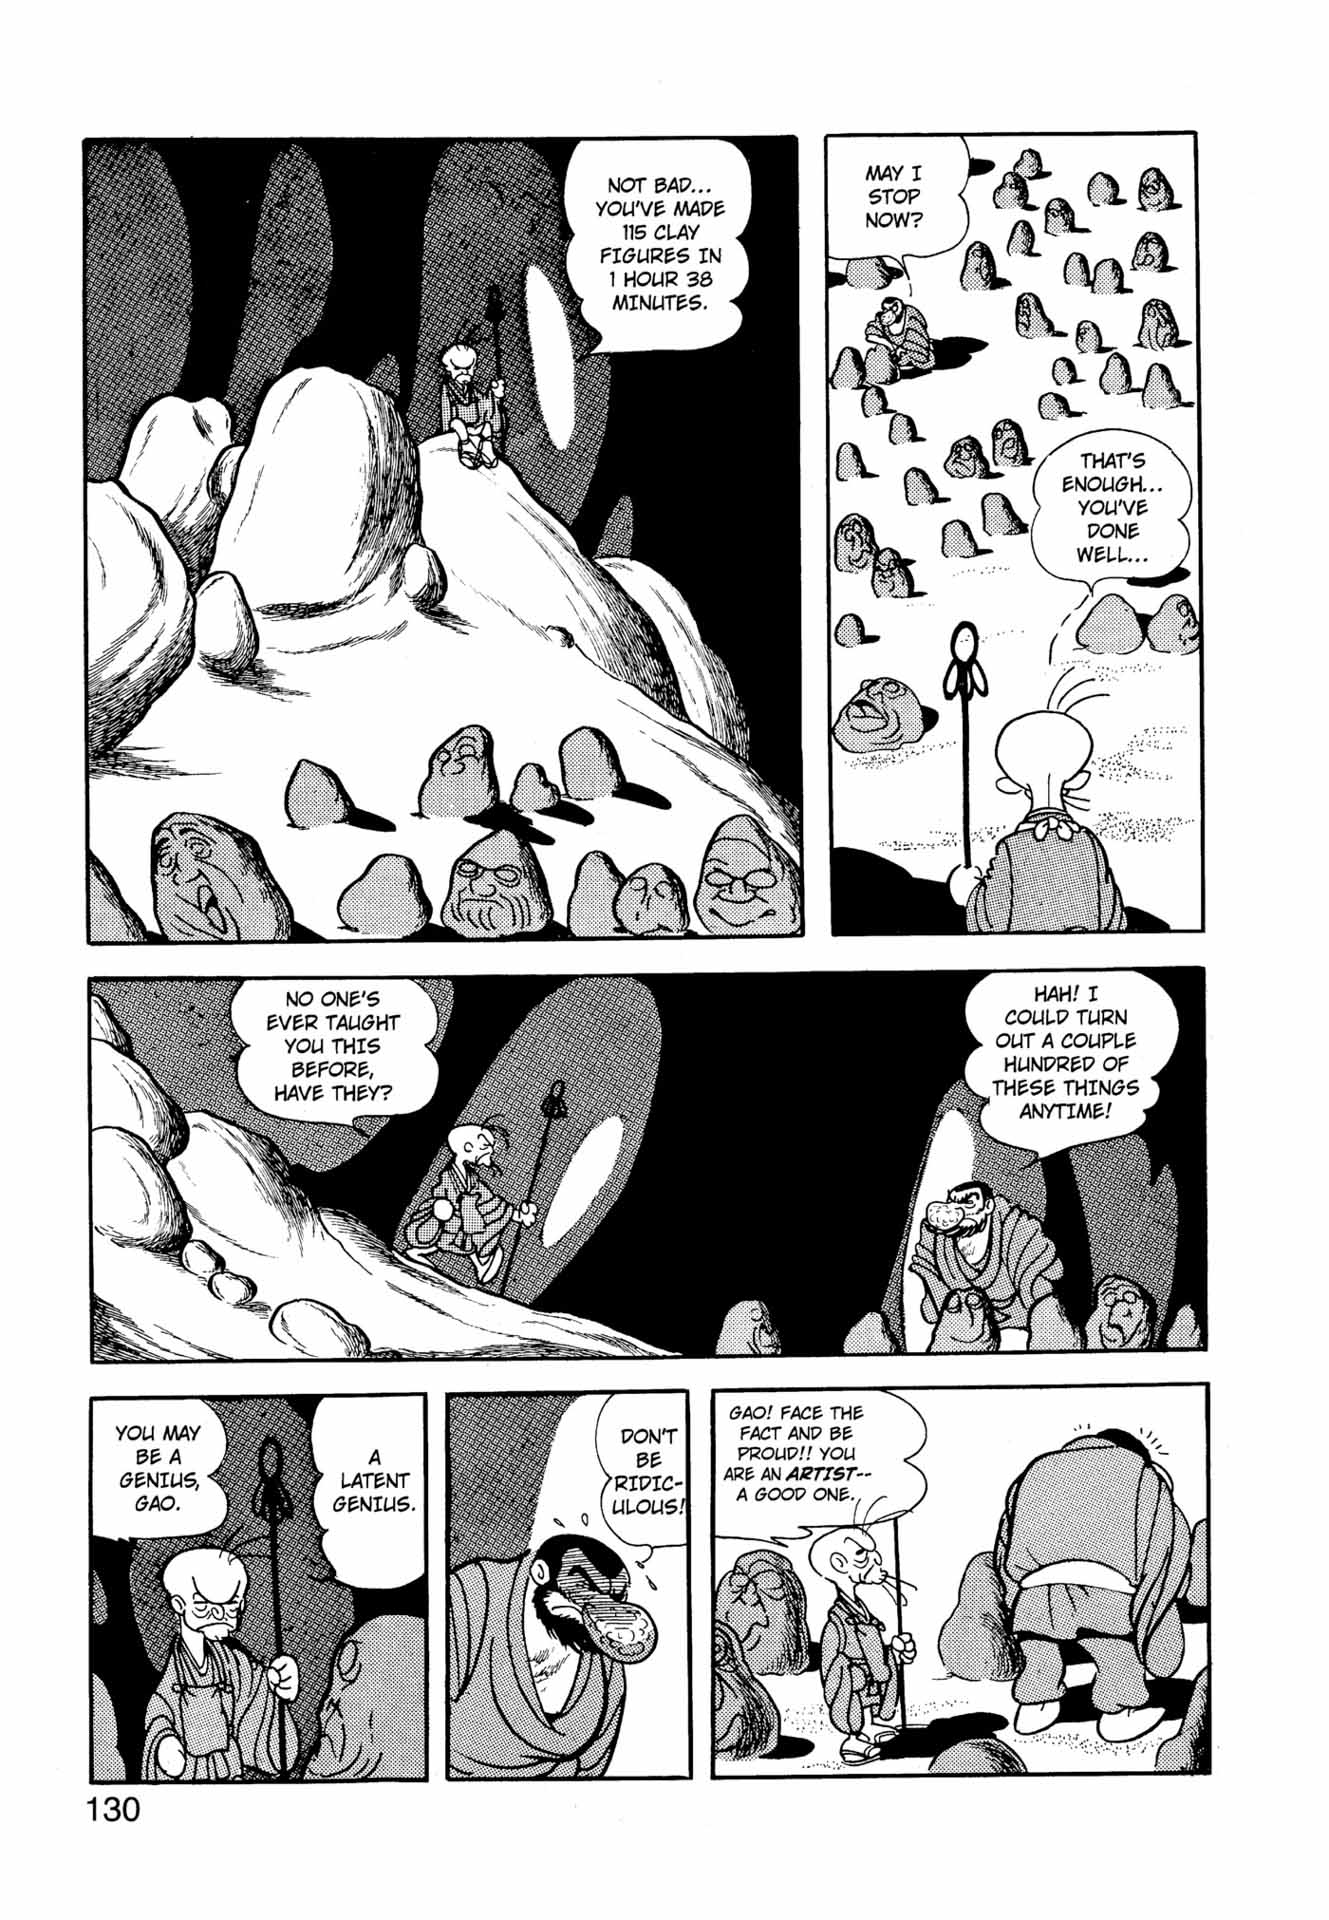 NOT BAD...
YOU'VE MADE
115 CLAY
FIGURES IN
1 HOUR 38
MINUTES.
MAY I
STOP
NOW?
THAT'S
ENOUGH...
YOU'VE
DONE
WELL...
NO ONE'S
EVER TAUGHT
YOU THIS
BEFORE,
HAVE THEY?
HAH! I
COULD TURN
OUT A COUPLE
HUNDRED OF
THESE THINGS
ANYTIME!
YOU MAY
BE A
GENIUS,
GAO.
A
LATENT
GENIUS.
DON'T
BE
RIDIC-
ULOUS!
GAO! FACE THE
FACT AND BE
PROUD!! YOU
ARE AN ARTIST--
A GOOD ONE.
130